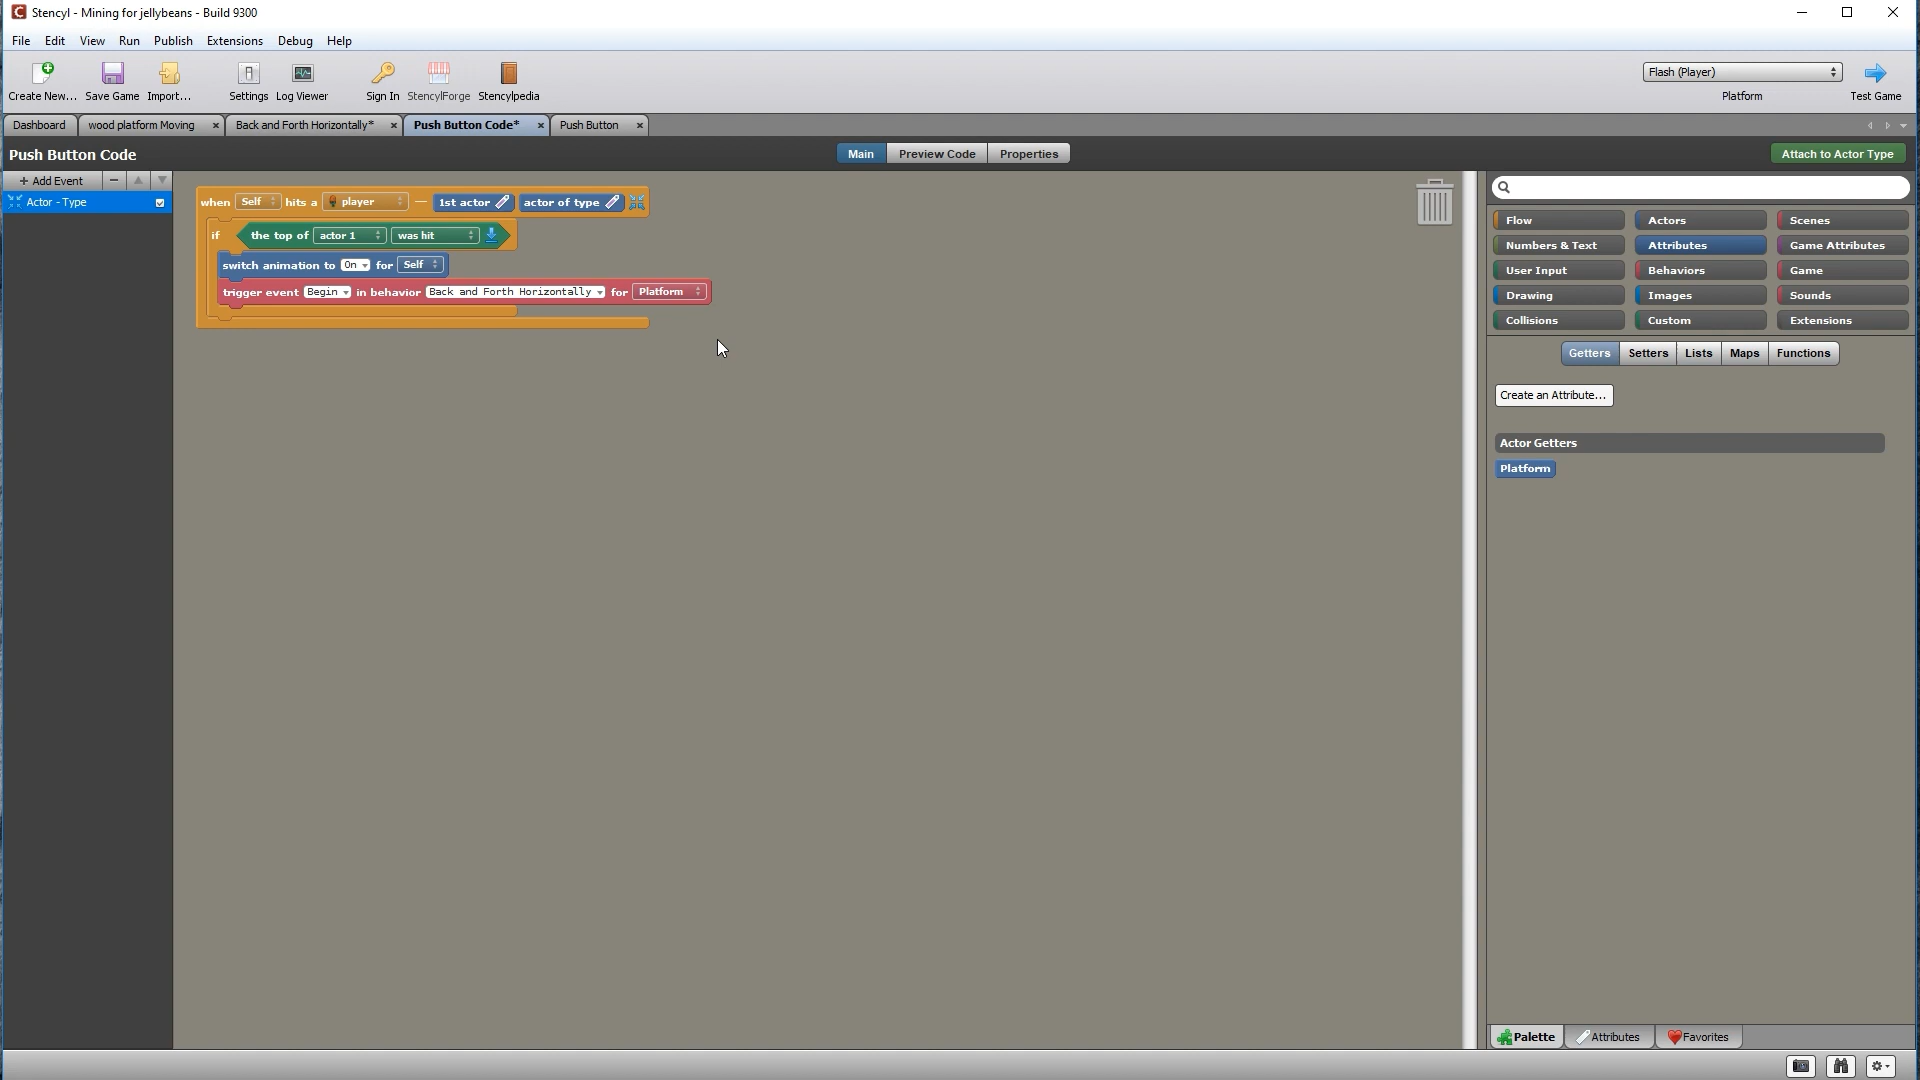 Stencyl - Mining for jellybeans - Build 9300
File Edit View Run Publish Extensions Debug Help
Create New... Save Game Import... Settings Log Viewer Sign In StencylForge Stencylpedia
Flash (Player)
Platform
Test Game
Dashboard wood platform Moving Back and Forth Horizontally* Push Button Code* Push Button
Push Button Code
Main Preview Code Properties
Attach to Actor Type
+ Add Event
Actor - Type
when Self hits a player — 1st actor actor of type
if the top of actor 1 was hit
switch animation to On for Self
trigger event Begin in behavior Back and Forth Horizontally for Platform
Flow Actors Scenes
Numbers & Text Attributes Game Attributes
User Input Behaviors Game
Drawing Images Sounds
Collisions Custom Extensions
Getters Setters Lists Maps Functions
Create an Attribute...
Actor Getters
Platform
Palette Attributes Favorites